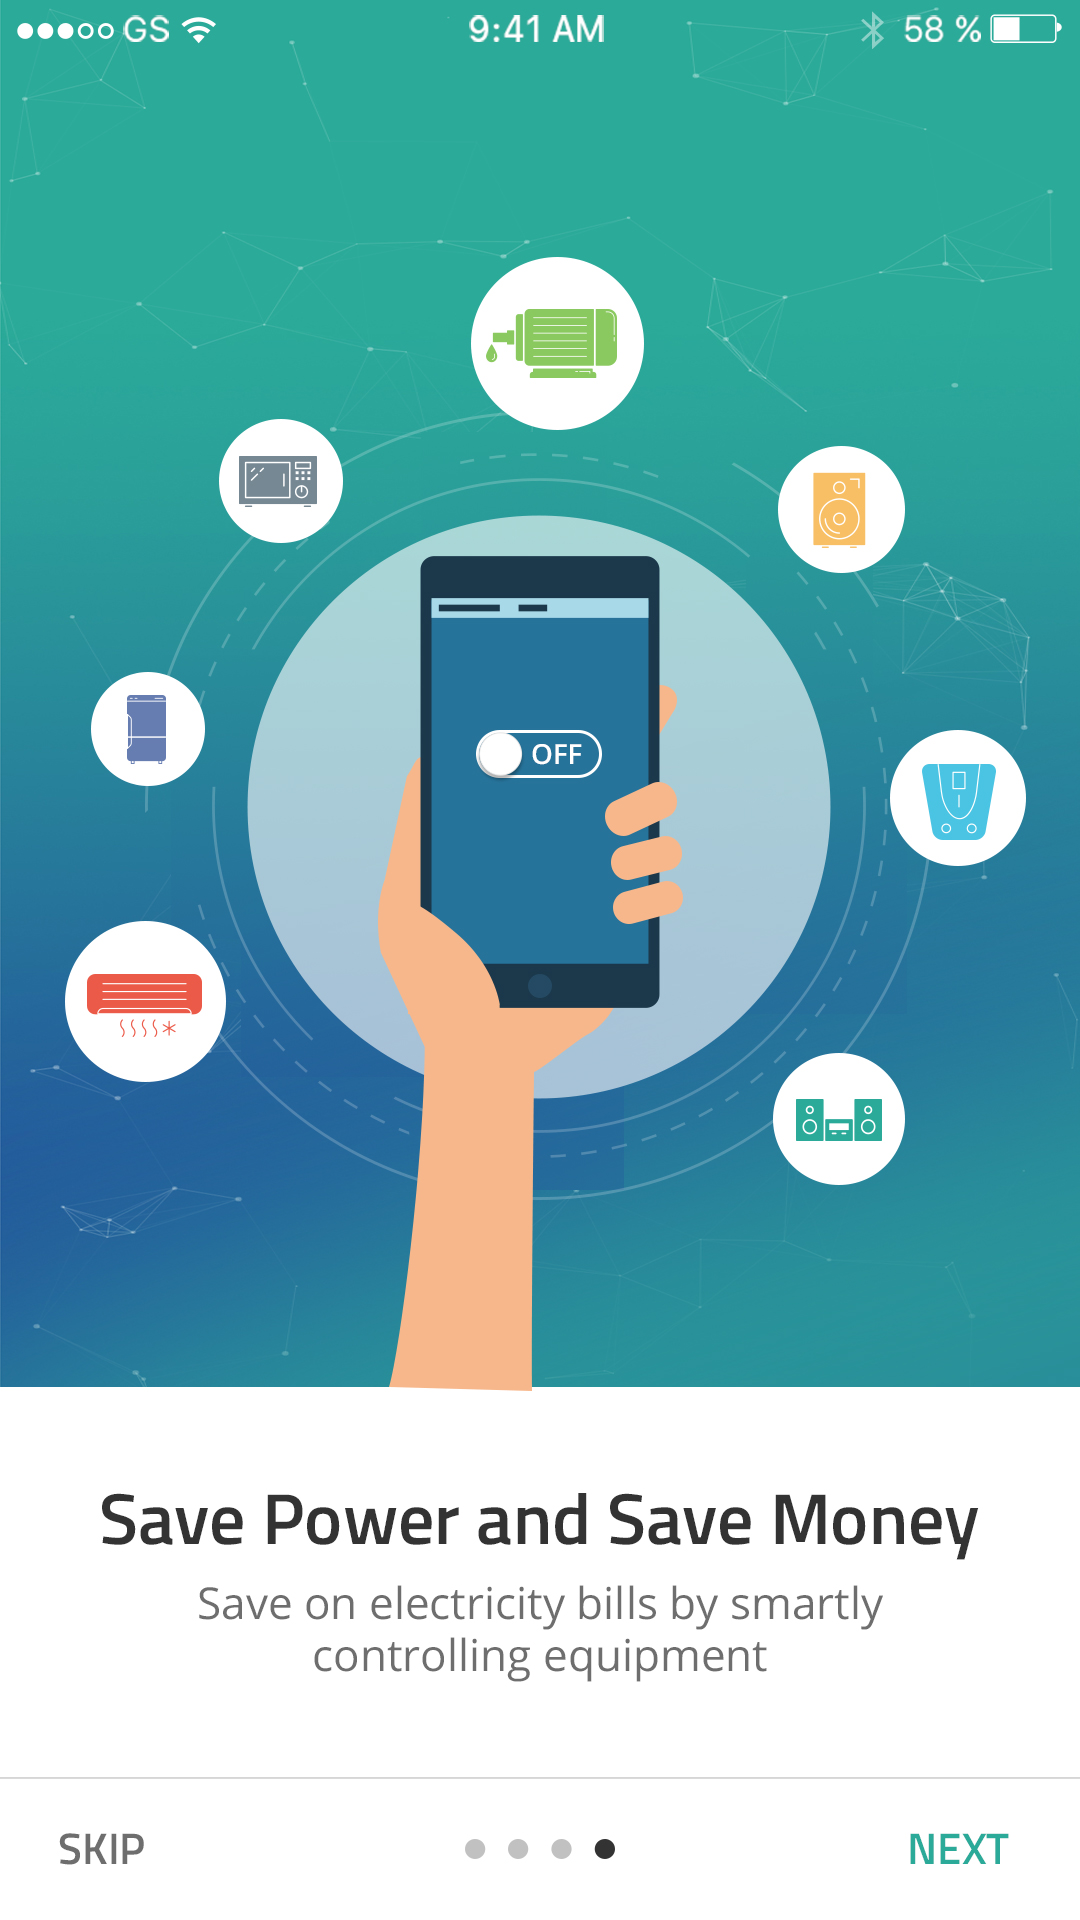 GS 9:41 AM 58 %
OFF
Save Power and Save Money
Save on electricity bills by smartly
controlling equipment
SKIP NEXT